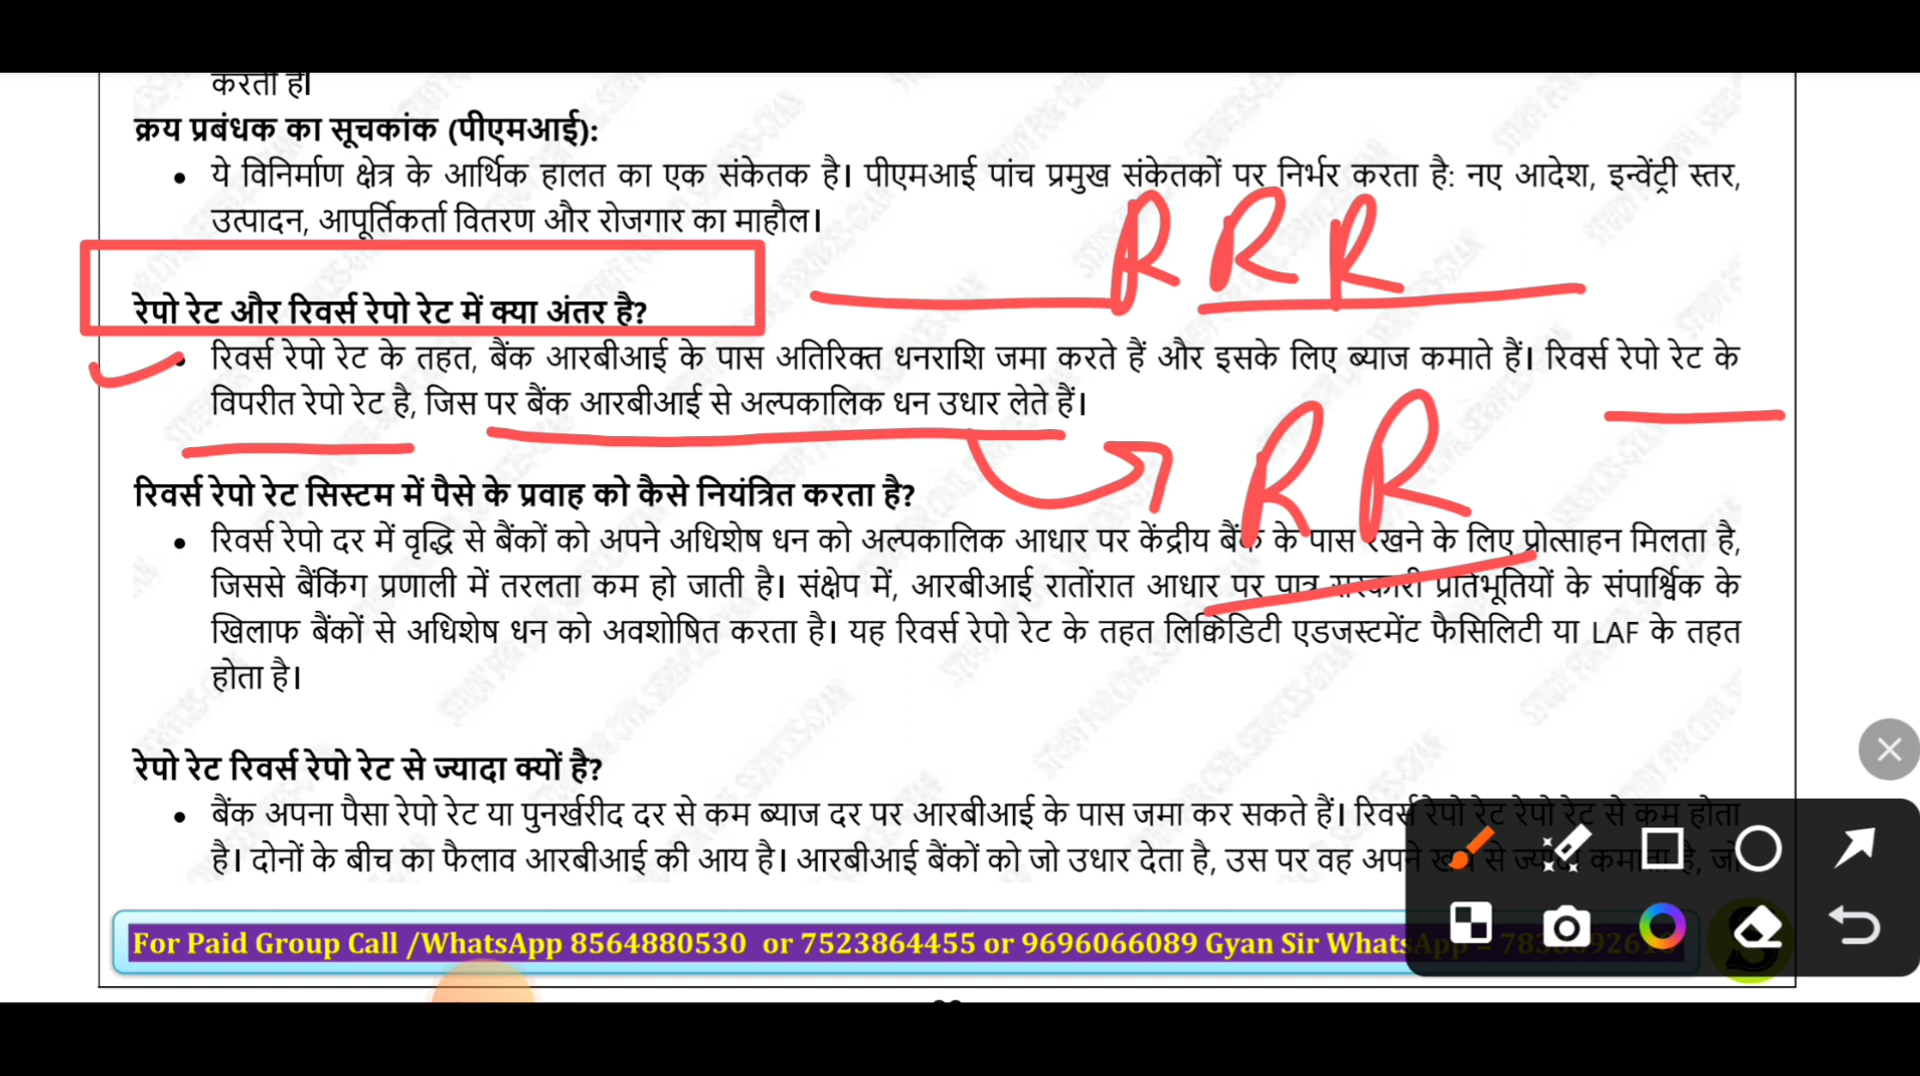 करती है।
क्रय प्रबंधक का सूचकांक (पीएमआई):
• ये विनिर्माण क्षेत्र के आर्थिक हालत का एक संकेतक है। पीएमआई पांच प्रमुख संकेतकों पर निर्भर करता है: नए आदेश, इन्वेंट्री स्तर,
उत्पादन, आपूर्तिकर्ता वितरण और रोजगार का माहौल।
R R R
रेपो रेट और रिवर्स रेपो रेट में क्या अंतर है?
• रिवर्स रेपो रेट के तहत, बैंक आरबीआई के पास अतिरिक्त धनराशि जमा करते हैं और इसके लिए ब्याज कमाते हैं। रिवर्स रेपो रेट के
विपरीत रेपो रेट है, जिस पर बैंक आरबीआई से अल्पकालिक धन उधार लेते हैं।
R R
रिवर्स रेपो रेट सिस्टम में पैसे के प्रवाह को कैसे नियंत्रित करता है?
• रिवर्स रेपो दर में वृद्धि से बैंकों को अपने अधिशेष धन को अल्पकालिक आधार पर केंद्रीय बैंक के पास रखने के लिए प्रोत्साहन मिलता है,
जिससे बैंकिंग प्रणाली में तरलता कम हो जाती है। संक्षेप में, आरबीआई रातोंरात आधार पर पात्र सरकारी प्रतिभूतियों के संपार्श्विक के
खिलाफ बैंकों से अधिशेष धन को अवशोषित करता है। यह रिवर्स रेपो रेट के तहत लिक्विडिटी एडजस्टमेंट फैसिलिटी या LAF के तहत
होता है।
रेपो रेट रिवर्स रेपो रेट से ज्यादा क्यों है?
• बैंक अपना पैसा रेपो रेट या पुनर्खरीद दर से कम ब्याज दर पर आरबीआई के पास जमा कर सकते हैं। रिवर्स रेपो रेट रेपो रेट से कम होता
है। दोनों के बीच का फैलाव आरबीआई की आय है। आरबीआई बैंकों को जो उधार देता है, उस पर वह अपने से ज्यादा कमाता है, जो
For Paid Group Call /WhatsApp 8564880530 or 7523864455 or 9696066089 Gyan Sir WhatsApp -